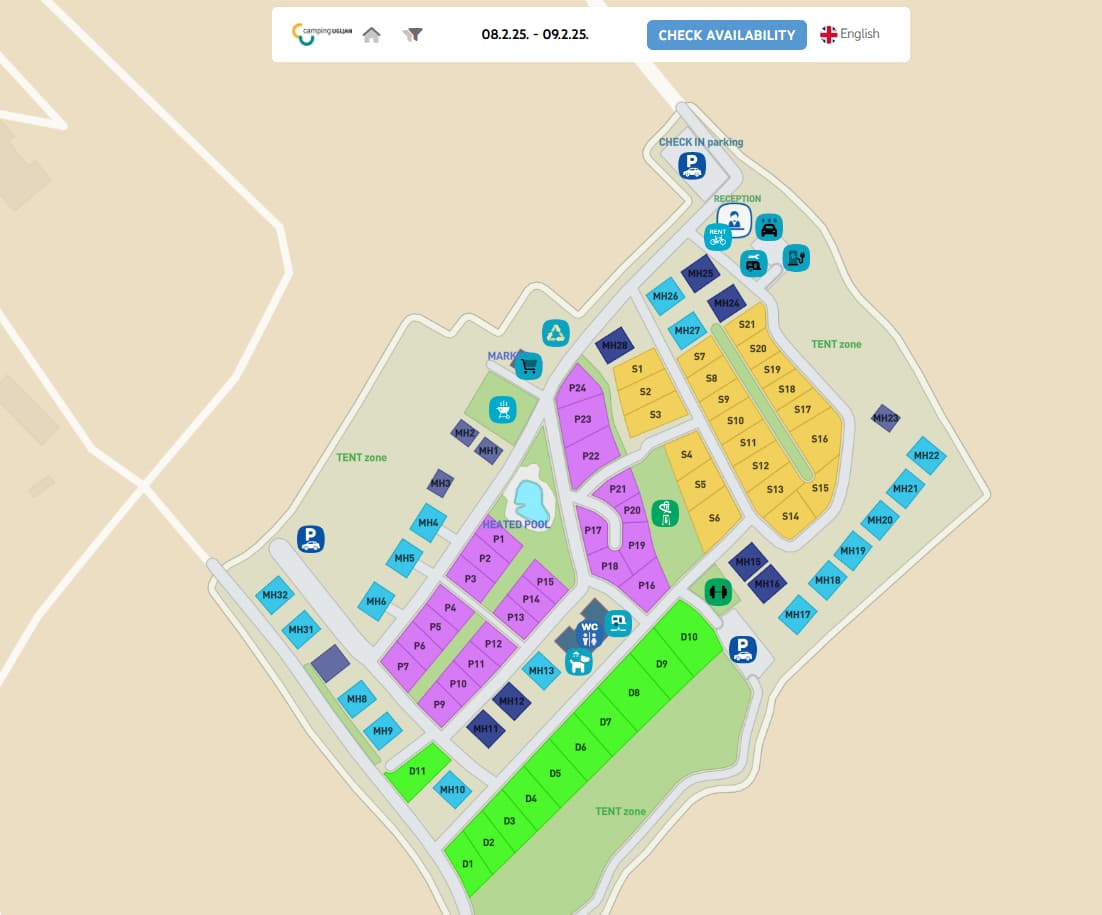 camping UGLJAN
08.2.25. - 09.2.25.
CHECK AVAILABILITY
English
CHECK IN parking
P
RECEPTION
RENT
MH25
MH26
MH24
MH27
MH28
S21
S20
S19
S18
S17
S16
S15
S14
S7
S8
S9
S10
S11
S12
S13
S1
S2
S3
S4
S5
S6
TENT zone
MARK
P24
P23
P22
P21
P20
P19
P18
P17
P16
MH2
MH1
MH3
MH4
MH5
MH6
TENT zone
P
HEATED POOL
P1
P2
P3
P4
P5
P6
P7
P15
P14
P13
P12
P11
P10
P9
MH23
MH22
MH21
MH20
MH19
MH18
MH17
MH15
MH16
WC
P
MH13
MH12
MH11
MH32
MH31
MH8
MH9
MH10
D11
D10
D9
D8
D7
D6
D5
D4
D3
D2
D1
TENT zone